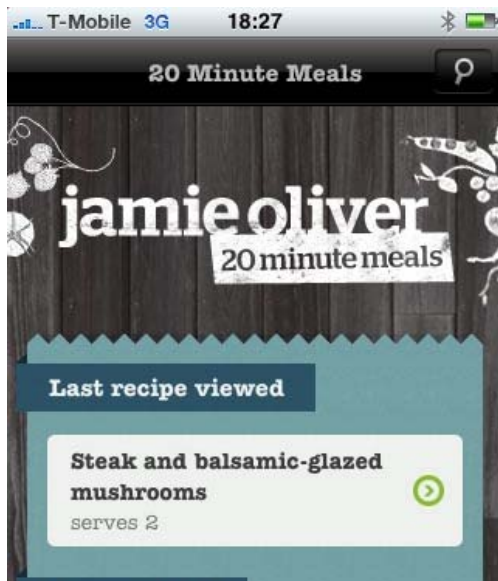 T-Mobile 3G 18:27
20 Minute Meals
jamie oliver
20 minute meals
Last recipe viewed
Steak and balsamic-glazed
mushrooms
serves 2